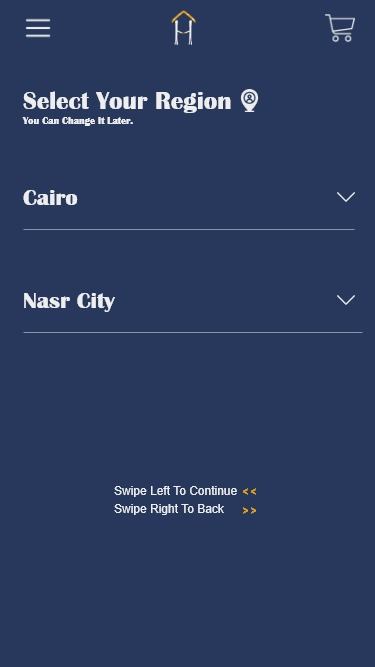 Select Your Region
You Can Change It Later.
Cairo
Nasr City
Swipe Left To Continue <<
Swipe Right To Back >>